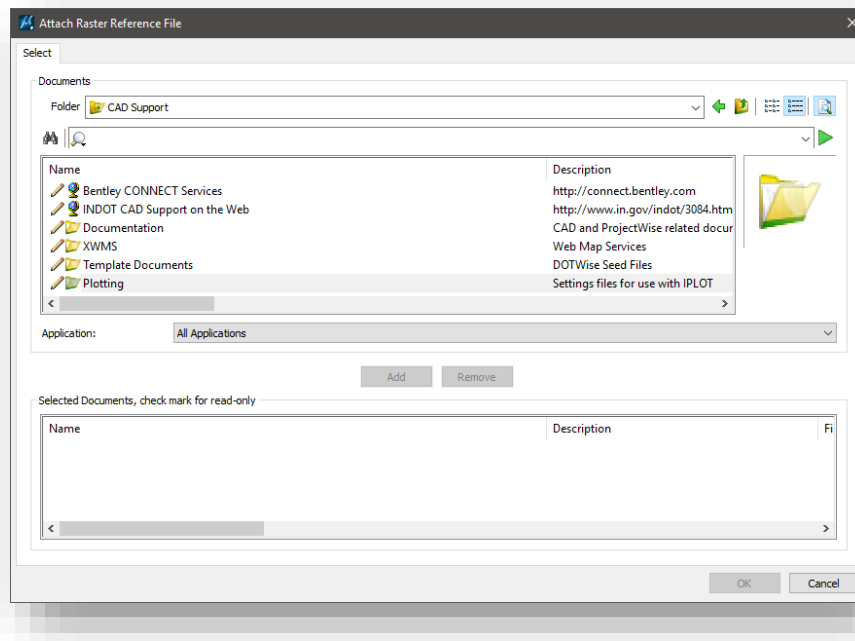 Attach Raster Reference File
Select
Documents
Folder CAD Support
Name Description
Bentley CONNECT Services http://connect.bentley.com
INDOT CAD Support on the Web http://www.in.gov/indot/3084.htm
Documentation CAD and ProjectWise related docur
XWMS Web Map Services
Template Documents DOTWise Seed Files
Plotting Settings files for use with IPLOT
Application: All Applications
Add Remove
Selected Documents, check mark for read-only
Name Description Fi
OK Cancel